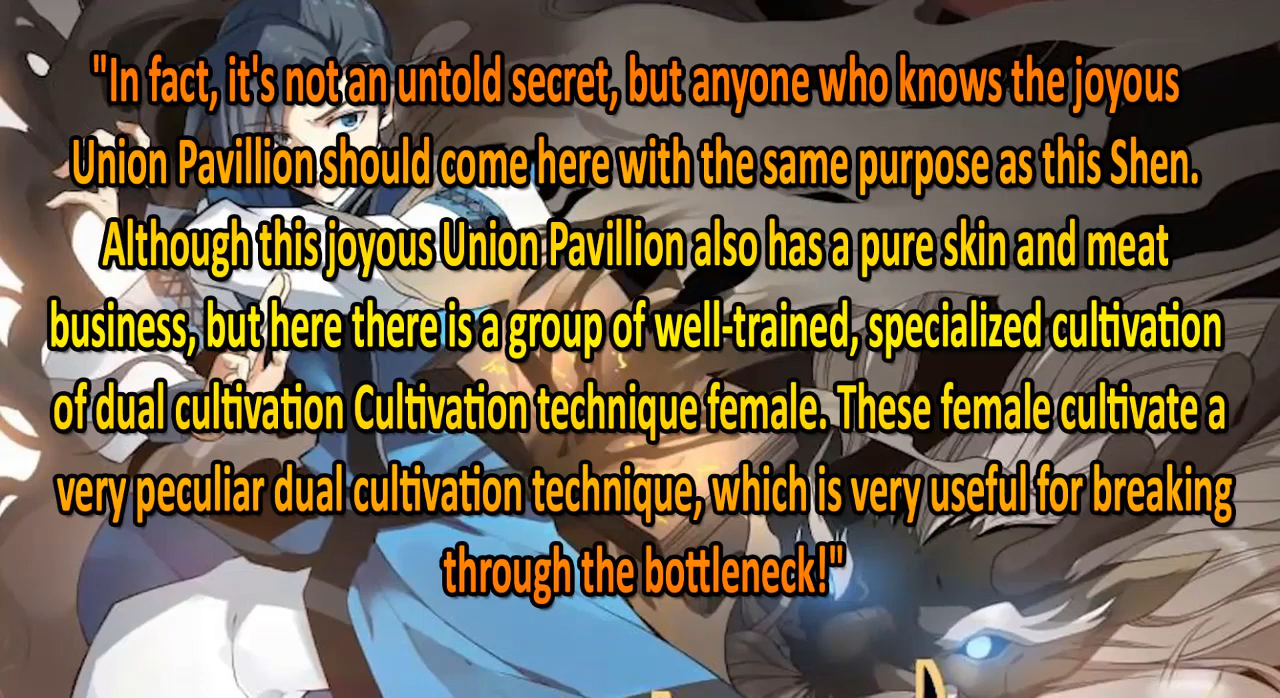 "In fact, it's not an untold secret, but anyone who knows the joyous
Union Pavillion should come here with the same purpose as this Shen.
Although this joyous Union Pavillion also has a pure skin and meat
business, but here there is a group of well-trained, specialized cultivation
of dual cultivation Cultivation technique female. These female cultivate a
very peculiar dual cultivation technique, which is very useful for breaking
through the bottleneck!"